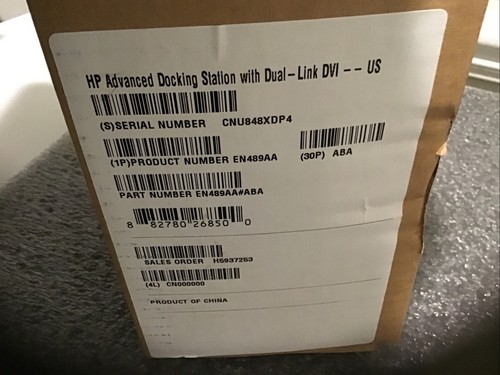 HP Advanced Docking Station with Dual-Link DVI -- US
(S)SERIAL NUMBER CNU848XDP4
(1P)PRODUCT NUMBER EN489AA (30P) ABA
PART NUMBER EN489AA#ABA
8 82780 26850 0
SALES ORDER HS9372S3
(4L) CN000000
PRODUCT OF CHINA